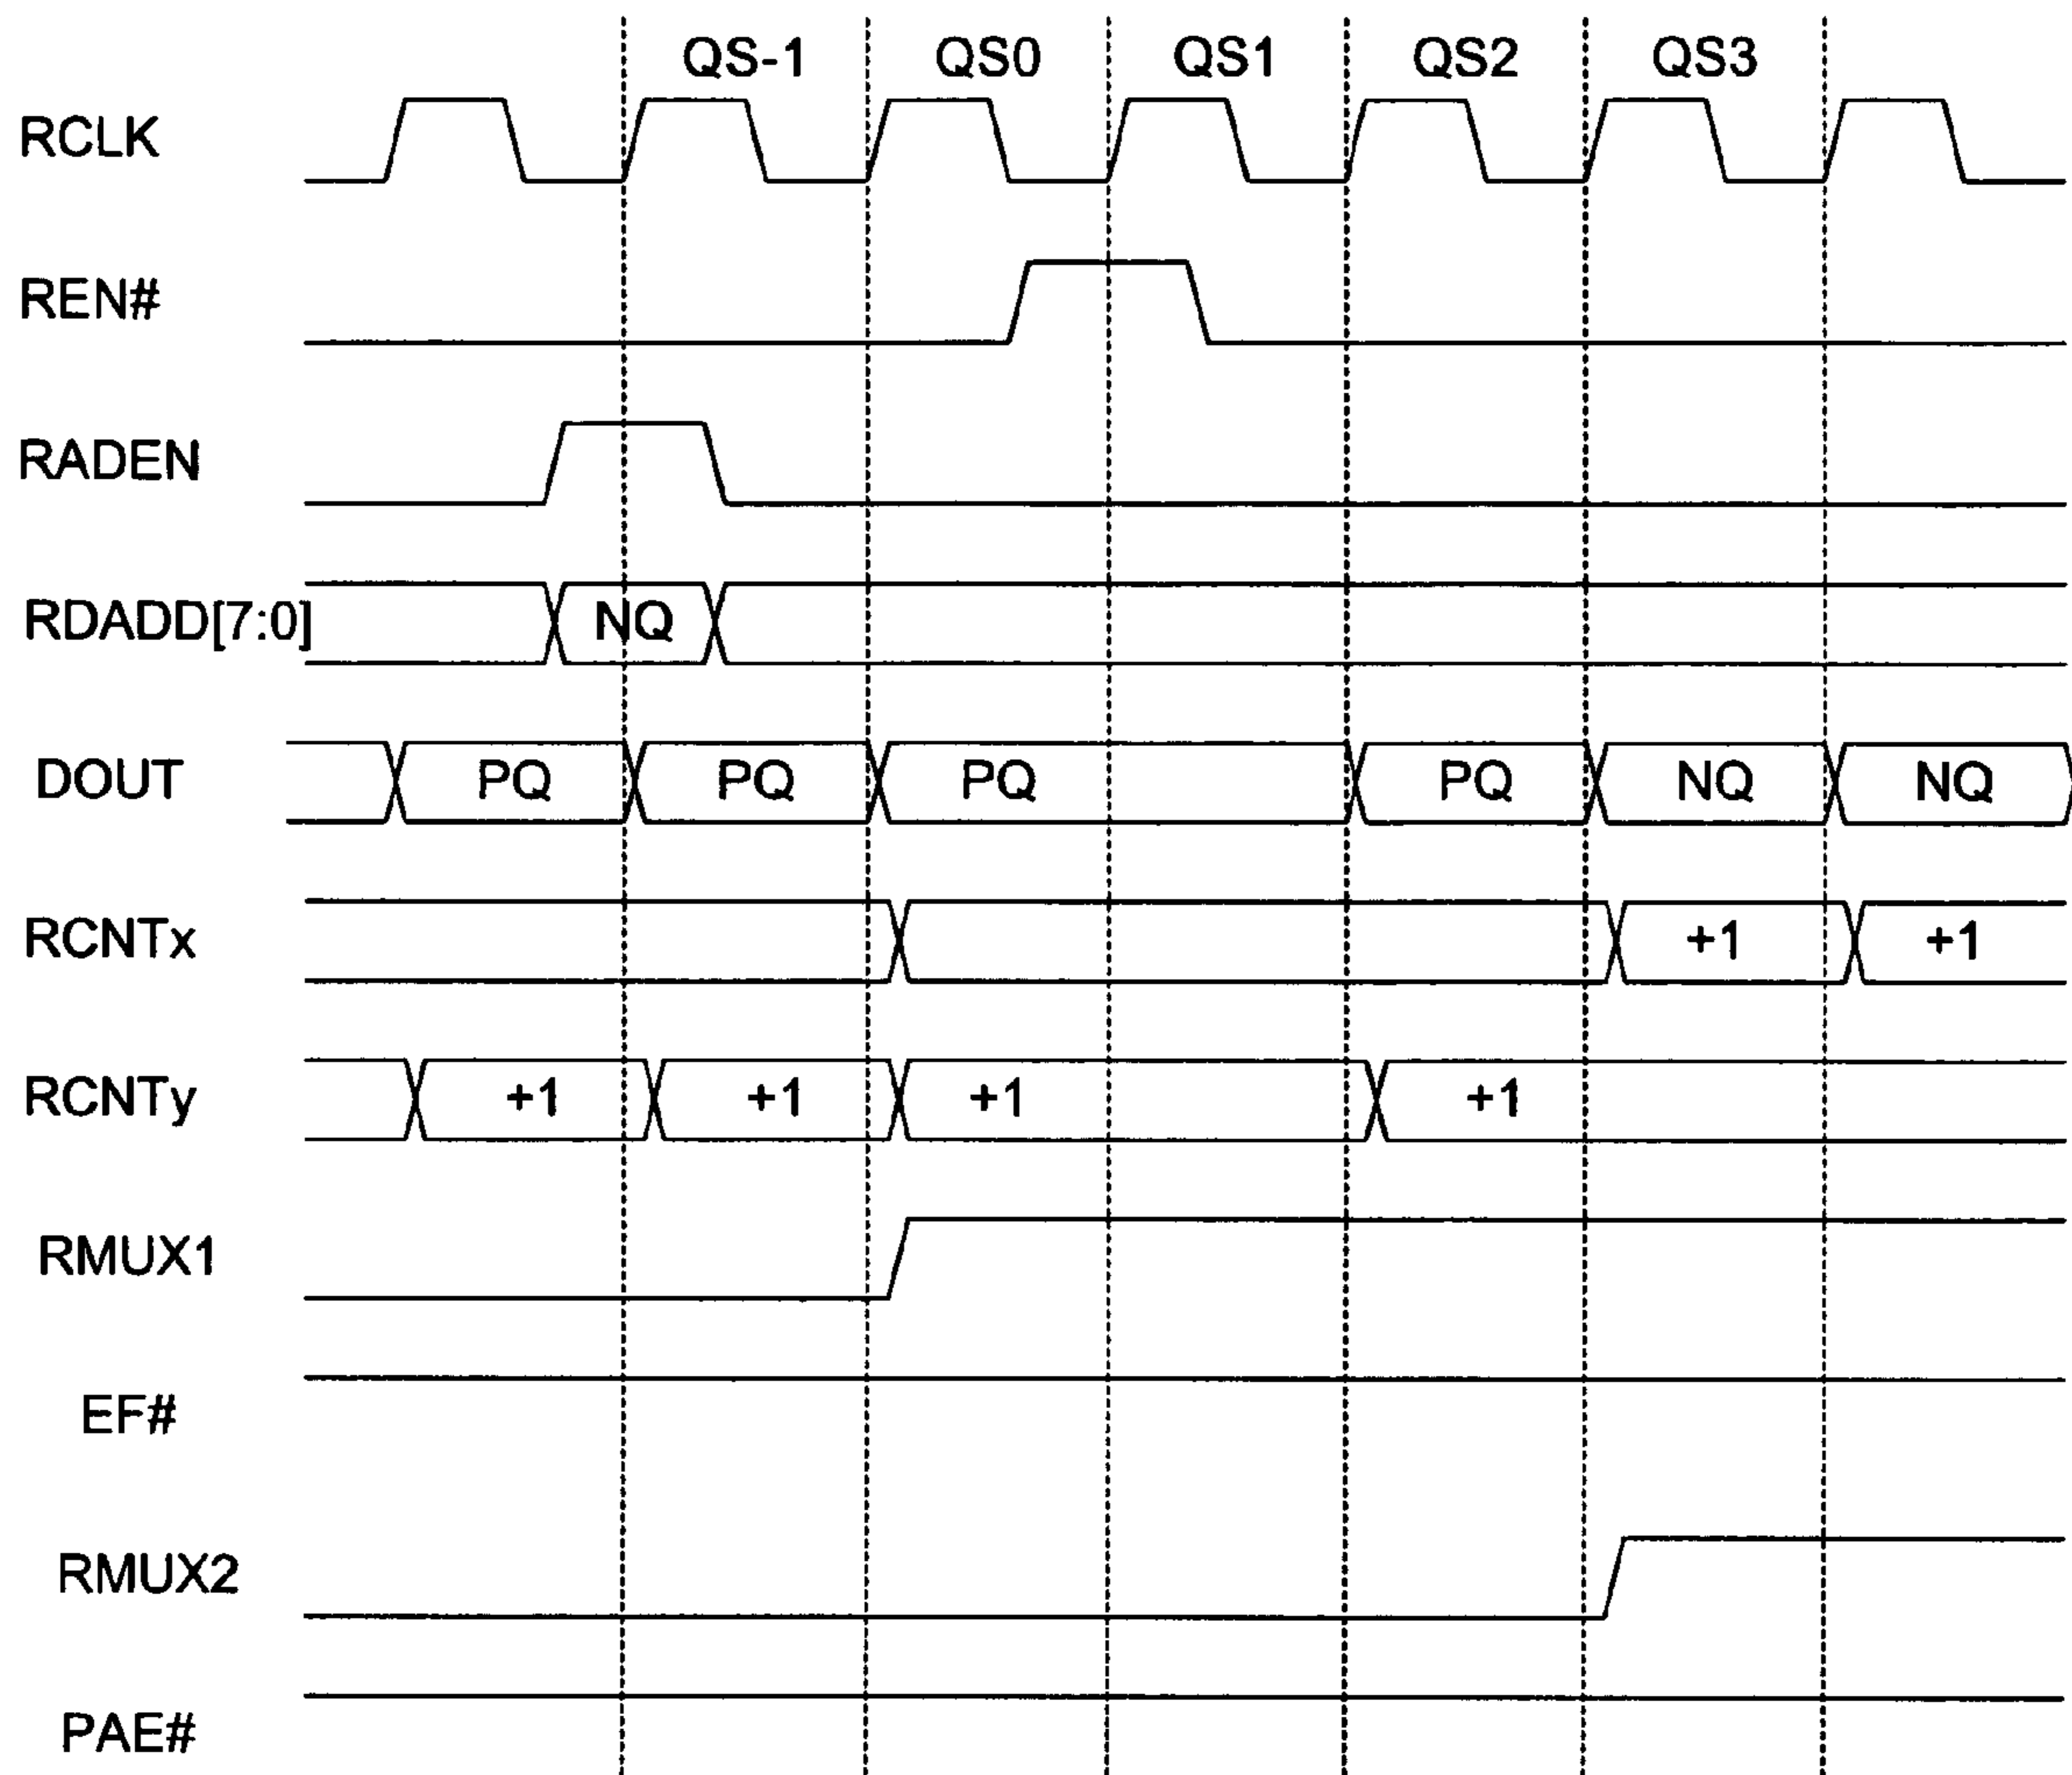 QS-1 QS0 QS1 QS2 QS3
RCLK
REN#
RADEN
RDADD[7:0] NQ
DOUT PQ PQ PQ PQ NQ NQ
RCNTx +1 +1
RCNTy +1 +1 +1 +1
RMUX1
EF#
RMUX2
PAE#